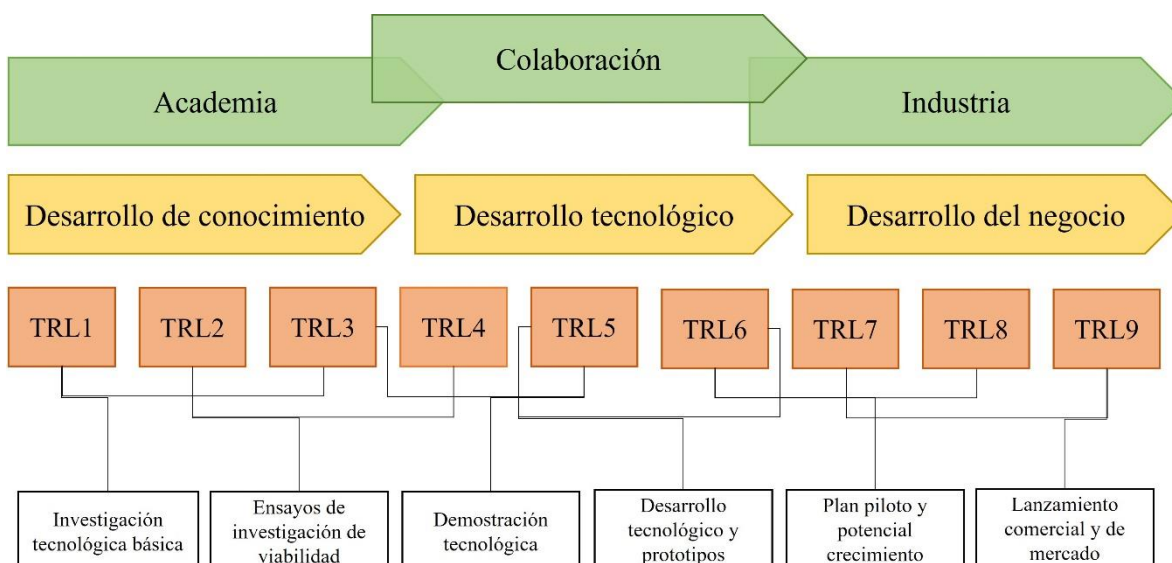 Colaboración
Academia
Industria
Desarrollo de conocimiento
Desarrollo tecnológico
Desarrollo del negocio
TRL1
TRL2
TRL3
TRL4
TRL5
TRL6
TRL7
TRL8
TRL9
Investigación
tecnológica básica
Ensayos de
investigación de
viabilidad
Demostración
tecnológica
Desarrollo
tecnológico y
prototipos
Plan piloto y
potencial
crecimiento
Lanzamiento
comercial y de
mercado